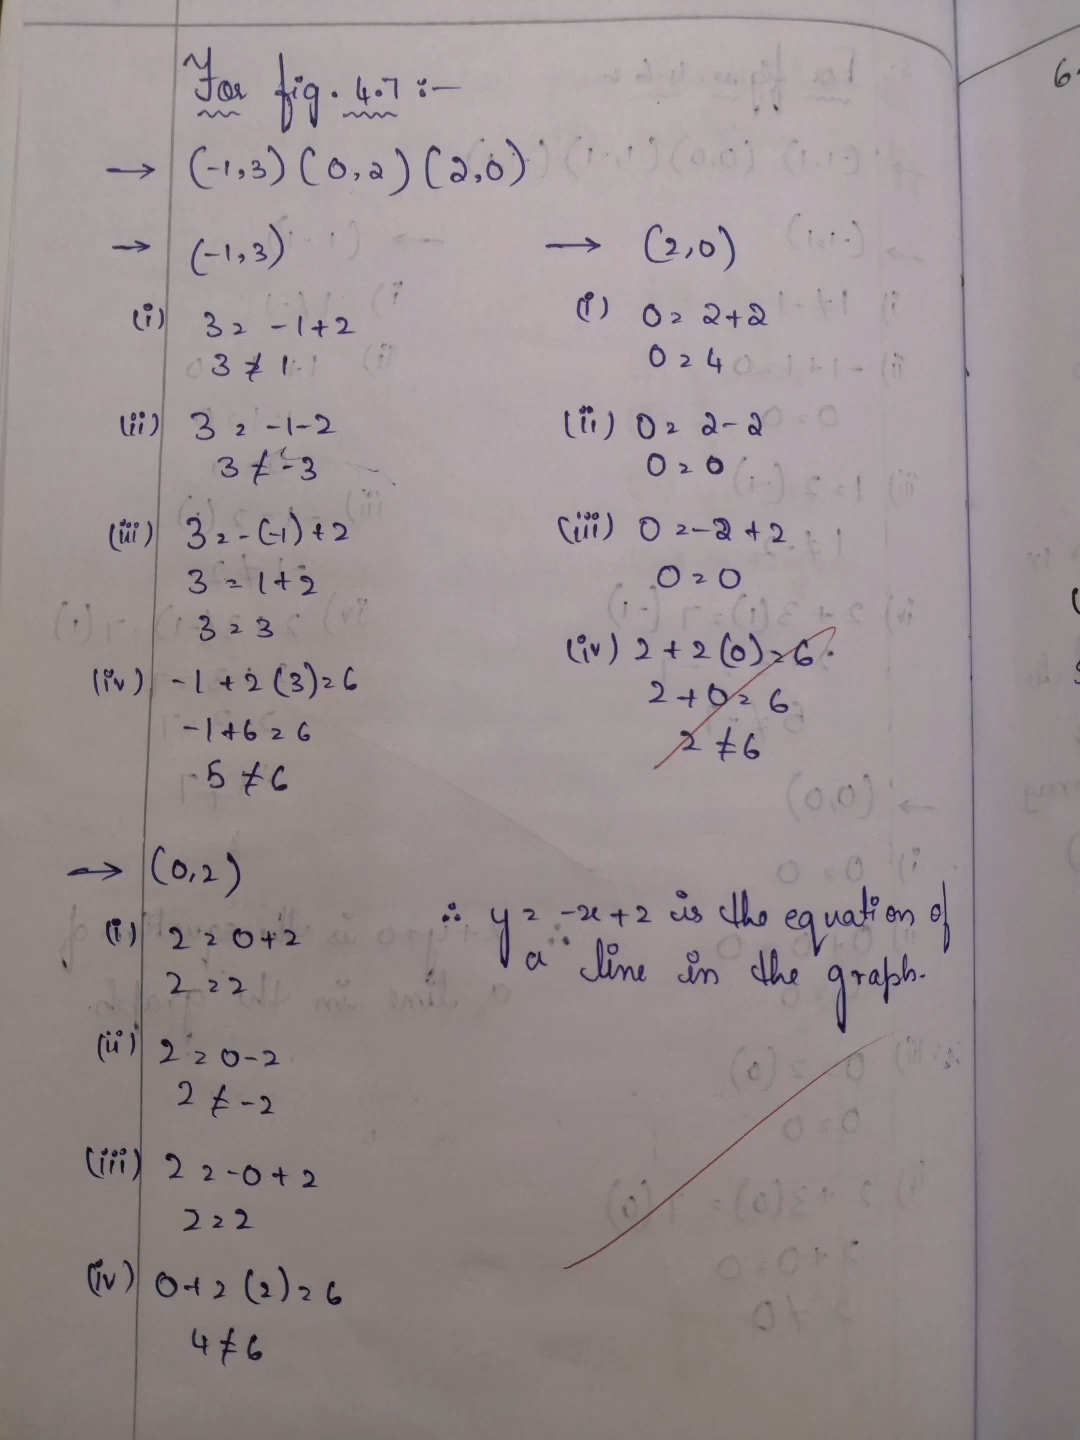 For fig. 4.7 :-
→ (-1,3) (0,2) (2,0)
→ (-1,3)
(i) 3 = -1+2
3 ≠ 1
(ii) 3 = -1-2
3 ≠ -3
(iii) 3 = -(-1)+2
3 = 1+2
3 = 3
(iv) -1+2(3)=6
-1+6=6
5 ≠ 6
→ (0,2)
(i) 2 = 0+2
2 = 2
(ii) 2 = 0-2
2 ≠ -2
(iii) 2 = -0+2
2 = 2
(iv) 0+2(2)=6
4 ≠ 6
→ (2,0)
(i) 0 = 2+2
0 = 4
(ii) 0 = 2-2
0 = 0
(iii) 0 = -2+2
0 = 0
(iv) 2+2(0)=6
2+0=6
2 ≠ 6
∴ y = -x+2 is the equation of
a line in the graph.